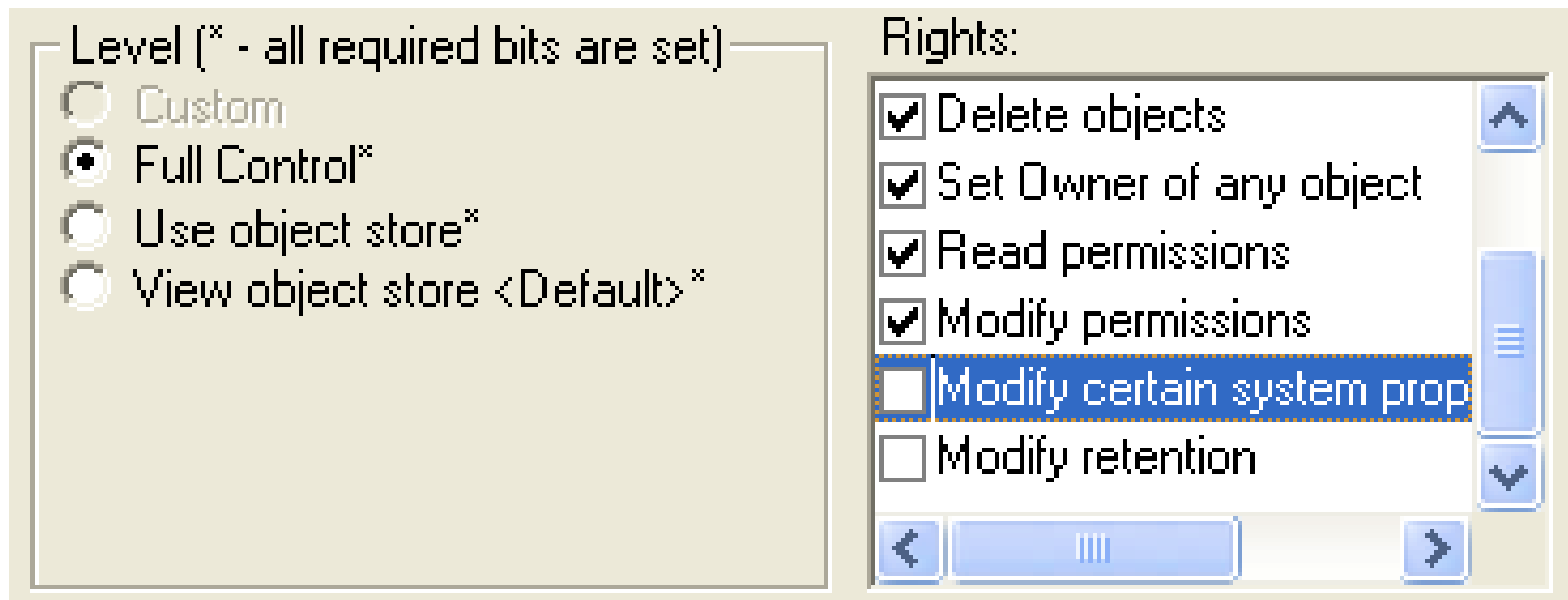 Level (* - all required bits are set)
Custom
Full Control*
Use object store*
View object store <Default>*
Rights:
Delete objects
Set Owner of any object
Read permissions
Modify permissions
Modify certain system prop
Modify retention